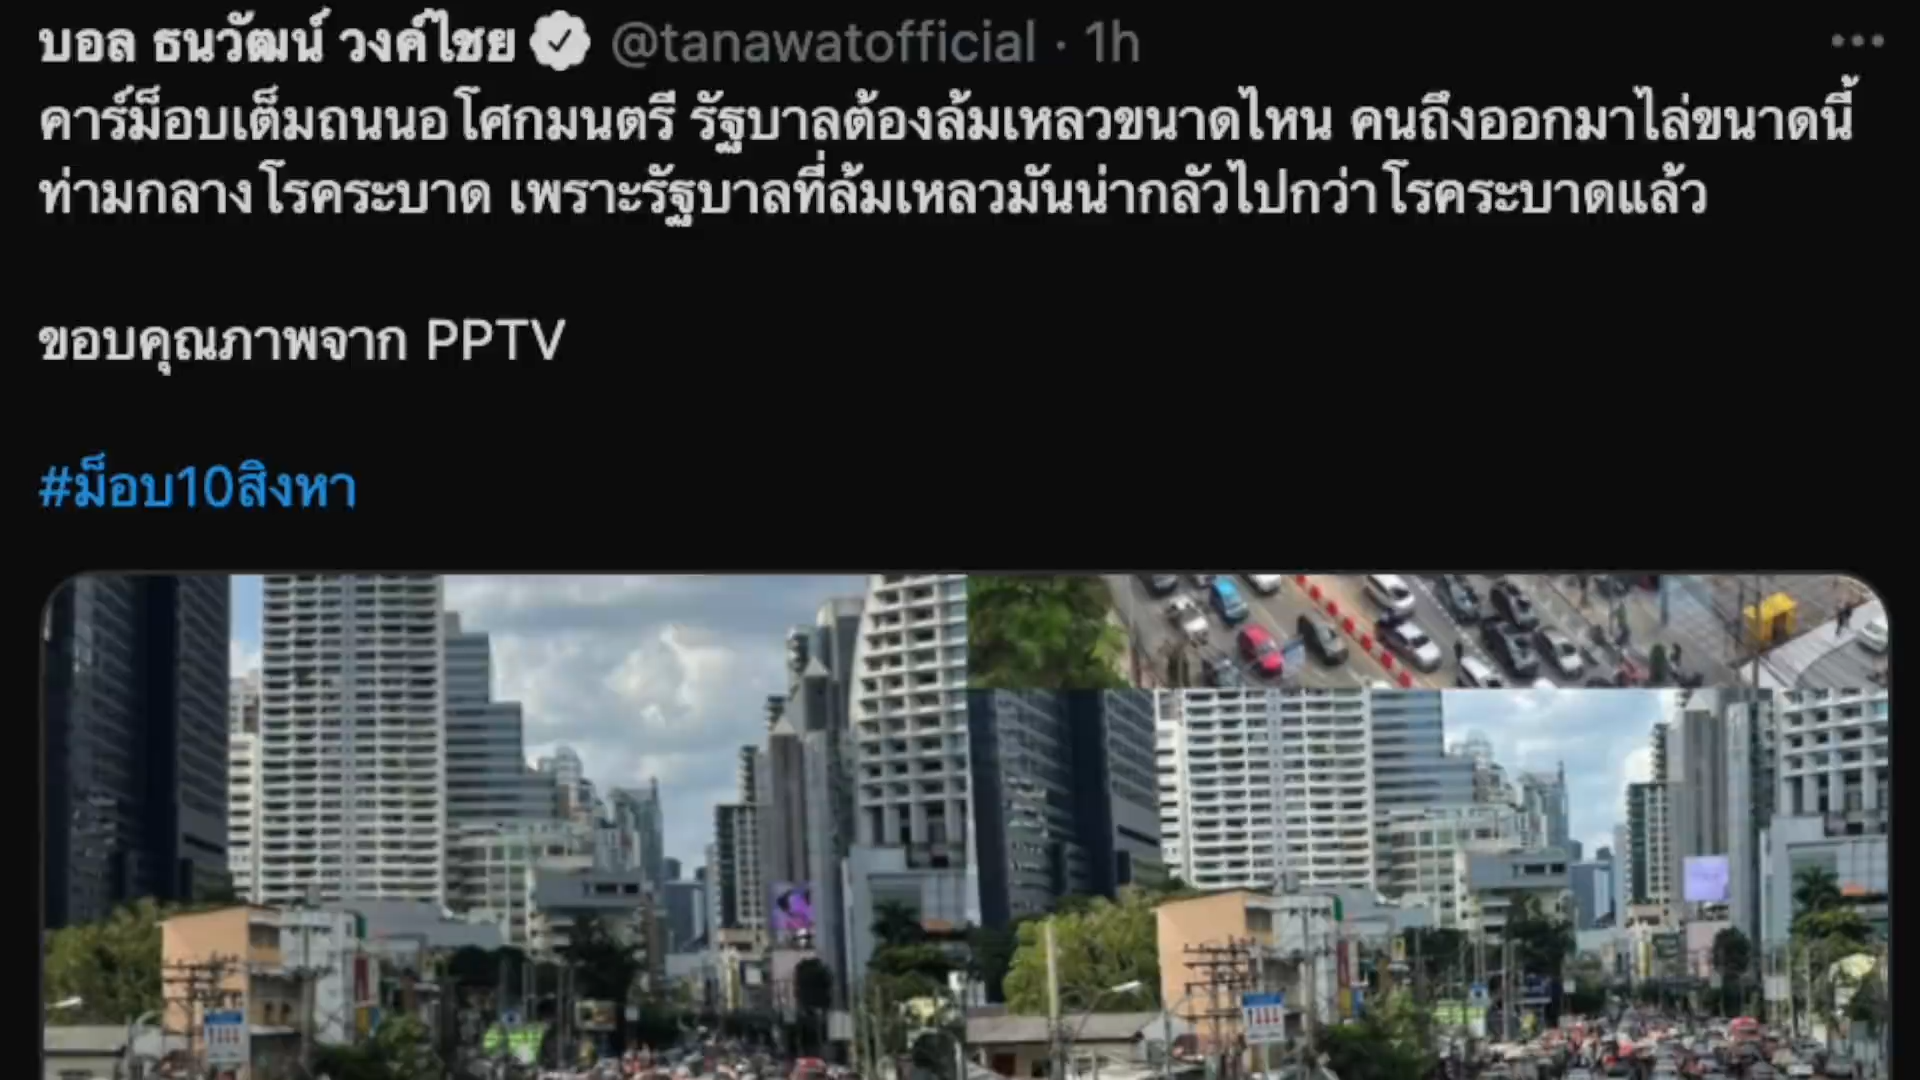 บอล ธนวัฒน์ วงค์ไชย @tanawatofficial · 1h
คาร์ม็อบเต็มถนนอโศกมนตรี รัฐบาลต้องล้มเหลวขนาดไหน คนถึงออกมาไล่ขนาดนี้
ท่ามกลางโรคระบาด เพราะรัฐบาลที่ล้มเหลวมันน่ากลัวไปกว่าโรคระบาดแล้ว
ขอบคุณภาพจาก PPTV
#ม็อบ10สิงหา